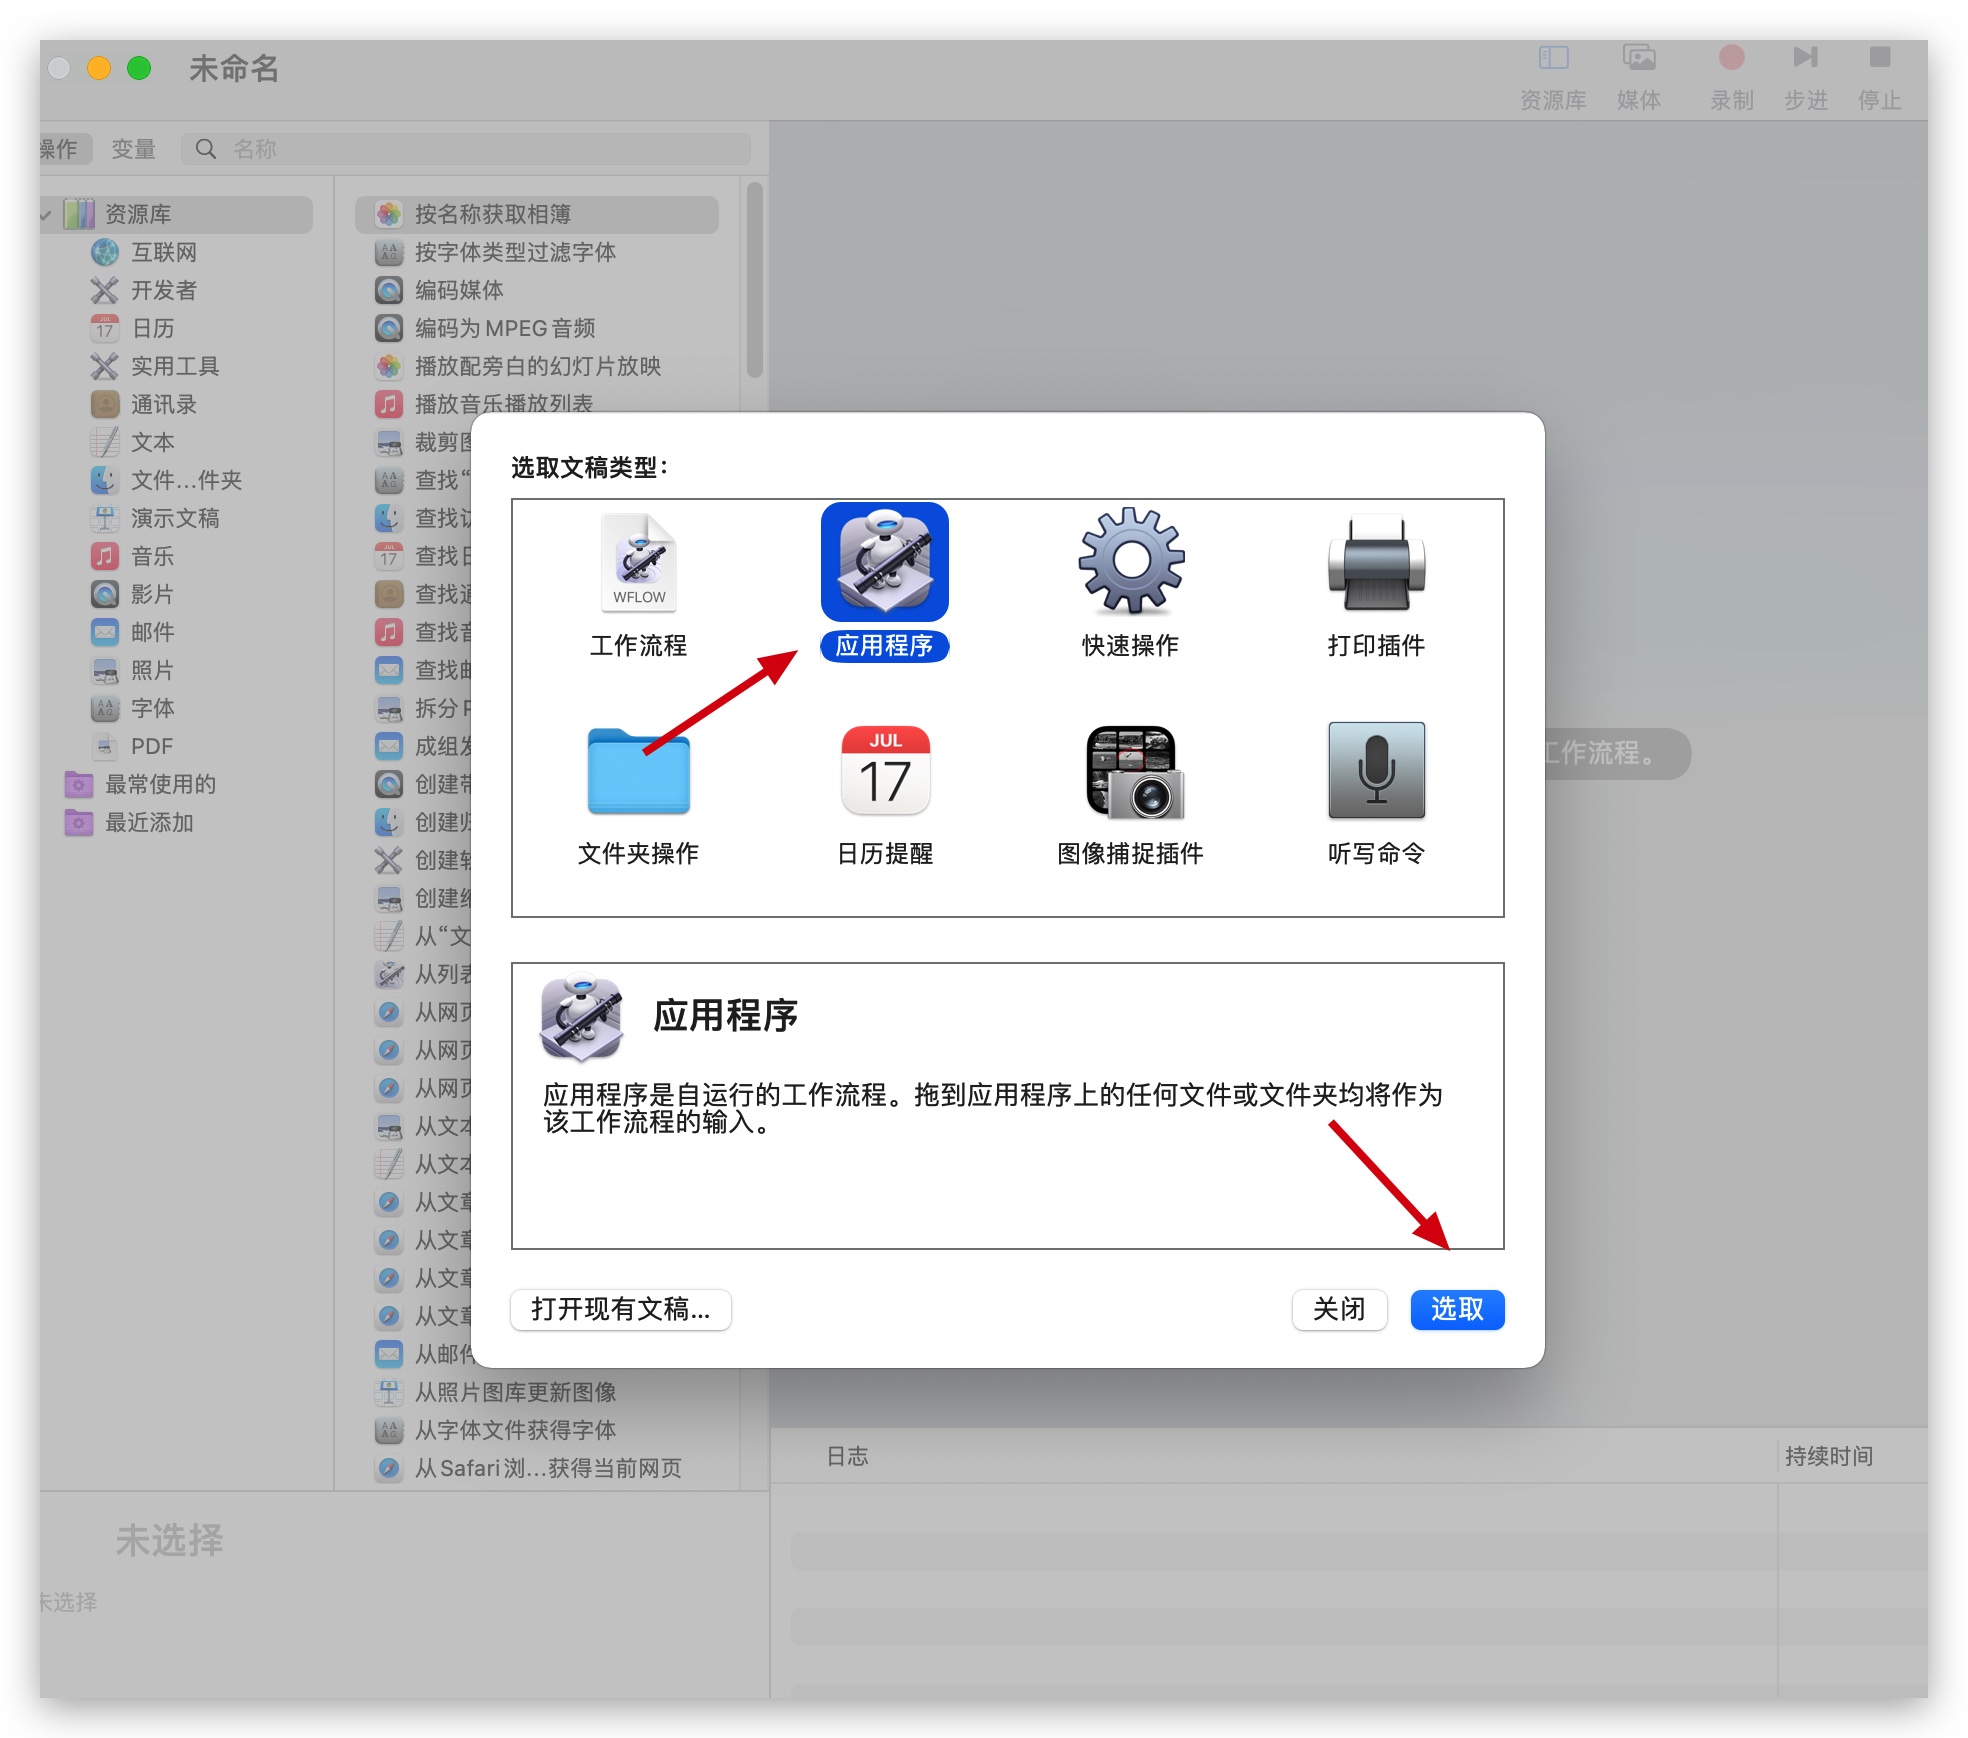 未命名
资源库
媒体
录制
步进
停止
操作
变量
名称
资源库
互联网
开发者
日历
实用工具
通讯录
文本
文件...件夹
演示文稿
音乐
影片
邮件
照片
字体
PDF
最常使用的
最近添加
按名称获取相簿
按字体类型过滤字体
编码媒体
编码为 MPEG 音频
播放配旁白的幻灯片放映
播放音乐播放列表
裁剪
查找“
查找
查找
查找
查找
查找
拆分
成组
创建
创建
创建
创建
从“文
从列表
从网页
从网页
从网页
从文本
从文本
从文章
从文章
从文章
从文章
从邮件
从照片图库更新图像
从字体文件获得字体
从 Safari 浏...获得当前网页
未选择
未选择
选取文稿类型：
WFLOW
工作流程
应用程序
快速操作
打印插件
JUL
17
文件夹操作
日历提醒
图像捕捉插件
听写命令
应用程序
应用程序是自运行的工作流程。拖到应用程序上的任何文件或文件夹均将作为
该工作流程的输入。
打开现有文稿...
关闭
选取
工作流程。
日志
持续时间